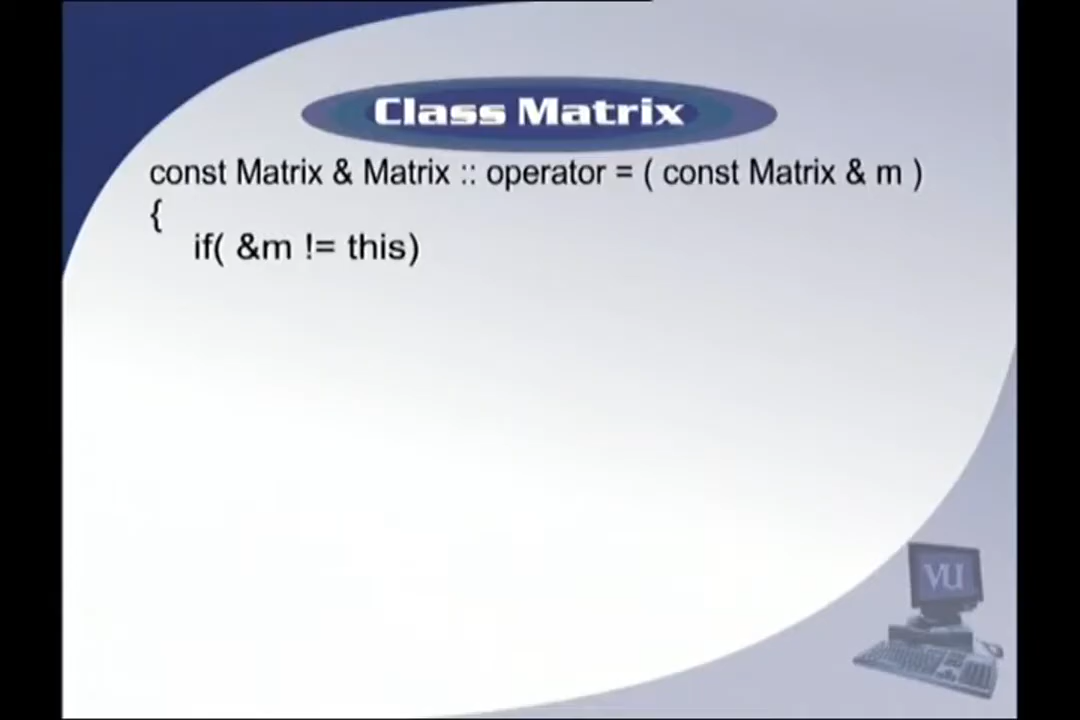 Class Matrix
const Matrix & Matrix :: operator = ( const Matrix & m )
{
if( &m != this)
VU